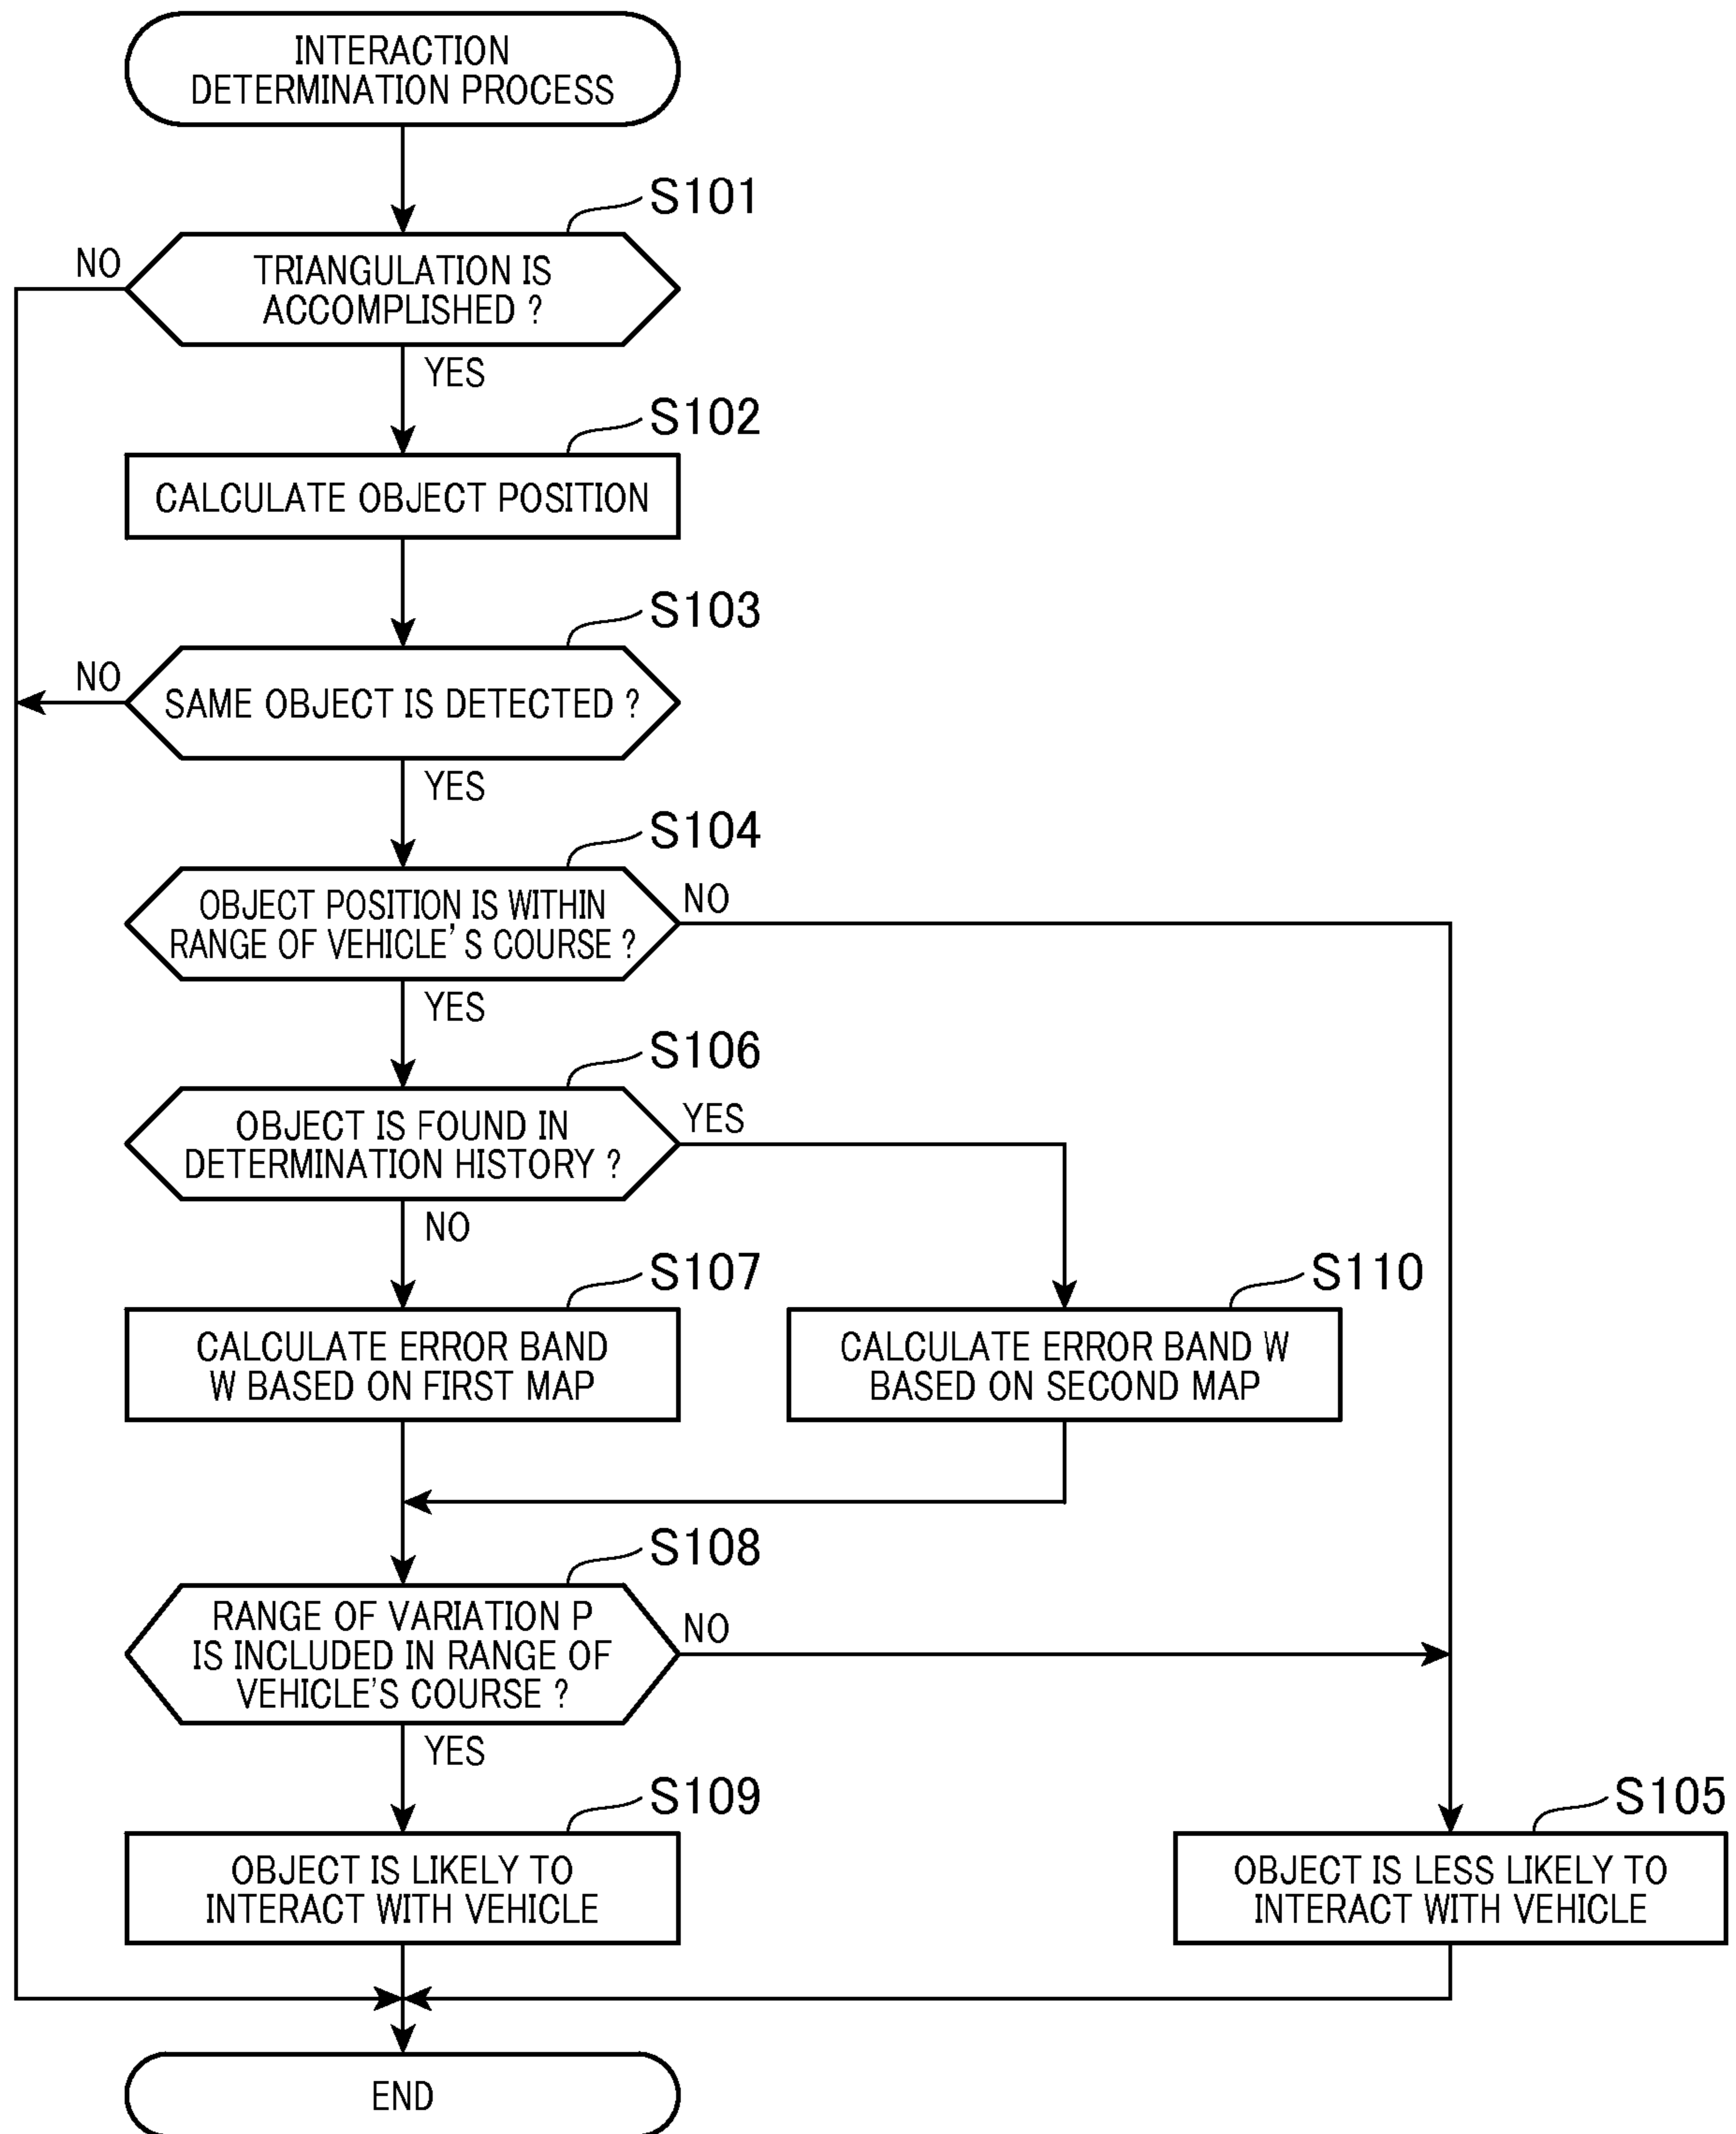 INTERACTION
DETERMINATION PROCESS
S101
NO
TRIANGULATION IS
ACCOMPLISHED ?
YES
S102
CALCULATE OBJECT POSITION
S103
NO
SAME OBJECT IS DETECTED ?
YES
S104
OBJECT POSITION IS WITHIN
RANGE OF VEHICLE'S COURSE ?
NO
YES
S106
OBJECT IS FOUND IN
DETERMINATION HISTORY ?
YES
NO
S107
CALCULATE ERROR BAND
W BASED ON FIRST MAP
S110
CALCULATE ERROR BAND W
BASED ON SECOND MAP
S108
RANGE OF VARIATION P
IS INCLUDED IN RANGE OF
VEHICLE'S COURSE ?
NO
YES
S109
OBJECT IS LIKELY TO
INTERACT WITH VEHICLE
S105
OBJECT IS LESS LIKELY TO
INTERACT WITH VEHICLE
END